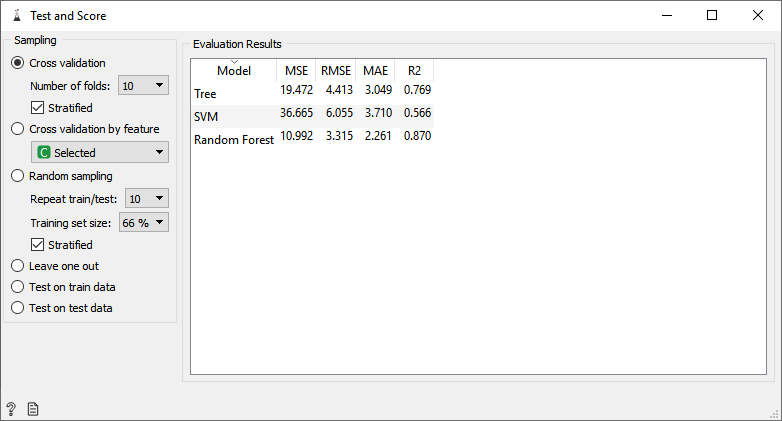 Test and Score
Sampling
Cross validation
Number of folds: 10
Stratified
Cross validation by feature
C Selected
Random sampling
Repeat train/test: 10
Training set size: 66 %
Stratified
Leave one out
Test on train data
Test on test data
Evaluation Results
Model MSE RMSE MAE R2
Tree 19.472 4.413 3.049 0.769
SVM 36.665 6.055 3.710 0.566
Random Forest 10.992 3.315 2.261 0.870
?